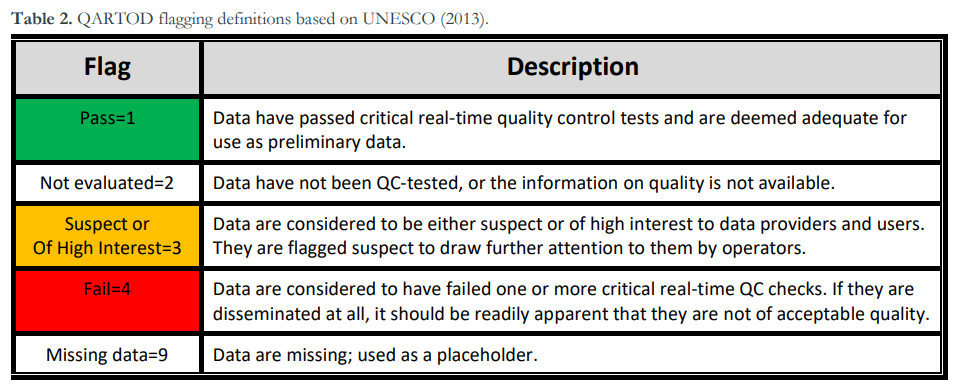 Table 2. QARTOD flagging definitions based on UNESCO (2013).
Flag
Description
Pass=1
Data have passed critical real-time quality control tests and are deemed adequate for
use as preliminary data.
Not evaluated=2
Data have not been QC-tested, or the information on quality is not available.
Suspect or
Of High Interest=3
Data are considered to be either suspect or of high interest to data providers and users.
They are flagged suspect to draw further attention to them by operators.
Fail=4
Data are considered to have failed one or more critical real-time QC checks. If they are
disseminated at all, it should be readily apparent that they are not of acceptable quality.
Missing data=9
Data are missing; used as a placeholder.